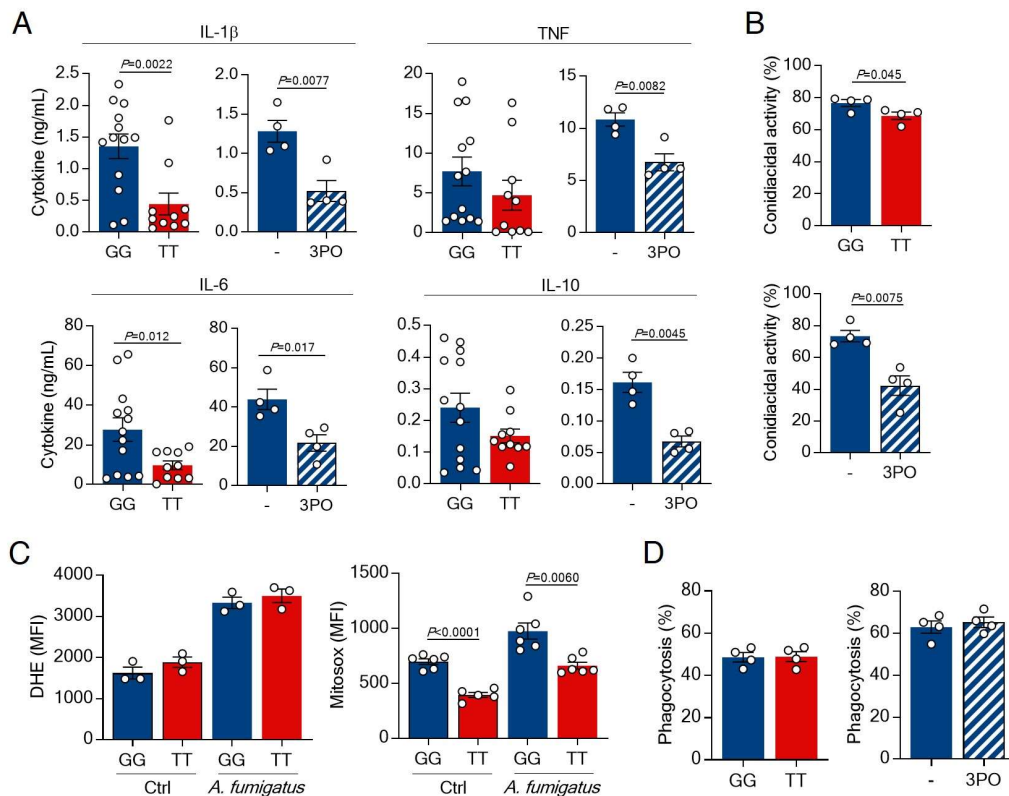 A
IL-1β
TNF
B
Cytokine (ng/mL)
2.5
2.0
1.5
1.0
0.5
0.0
P=0.0022
GG TT
2.0
1.5
1.0
0.5
0.0
P=0.0077
- 3PO
20
15
10
5
0
GG TT
15
10
5
0
P=0.0082
- 3PO
Conidiacidal activity (%)
100
80
60
40
20
0
P=0.045
GG TT
IL-6
IL-10
Cytokine (ng/mL)
80
60
40
20
0
P=0.012
GG TT
80
60
40
20
0
P=0.017
- 3PO
0.5
0.4
0.3
0.2
0.1
0.0
GG TT
0.20
0.15
0.10
0.05
0.00
P=0.0045
- 3PO
Conidiacidal activity (%)
100
80
60
40
20
0
P=0.0075
- 3PO
C
DHE (MFI)
4000
3000
2000
1000
0
GG TT GG TT
Ctrl A. fumigatus
Mitosox (MFI)
1500
1000
500
0
P<0.0001
P=0.0060
GG TT GG TT
Ctrl A. fumigatus
D
Phagocytosis (%)
80
60
40
20
0
GG TT
Phagocytosis (%)
80
60
40
20
0
- 3PO